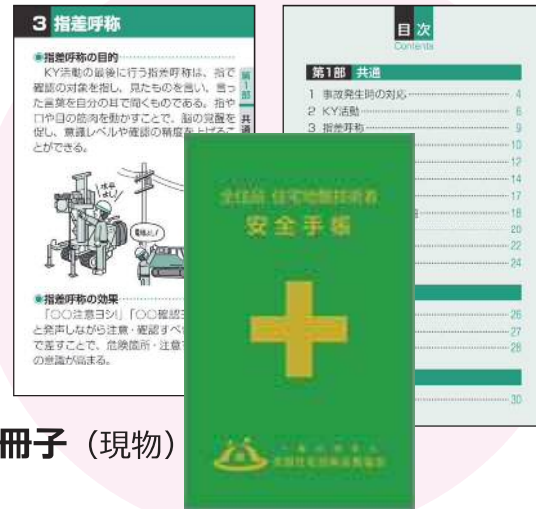 3 指差呼称
●指差呼称の目的
KY活動の最後に行う指差呼称は、指で
確認の対象を指し、見たものを言い、言っ
た言葉を自分の耳で聞くものである。指や
口や目の筋肉を動かすことで、脳の覚醒を
促し、意識レベルや確認の精度を上げるこ
とができる。
第1部
共通
水平よし!
電線よし!
●指差呼称の効果
「○○注意ヨシ!」「○○確認ヨ
と発声しながら注意・確認すべ
で差すことで、危険箇所・注意
の意識が高まる。
目次
Contents
第1部 共通
1 事故発生時の対応 4
2 KY活動 6
3 指差呼称 9
10
12
14
17
18
20
22
24
26
27
28
30
全住品 住宅地盤技術者
安全手帳
冊子(現物)